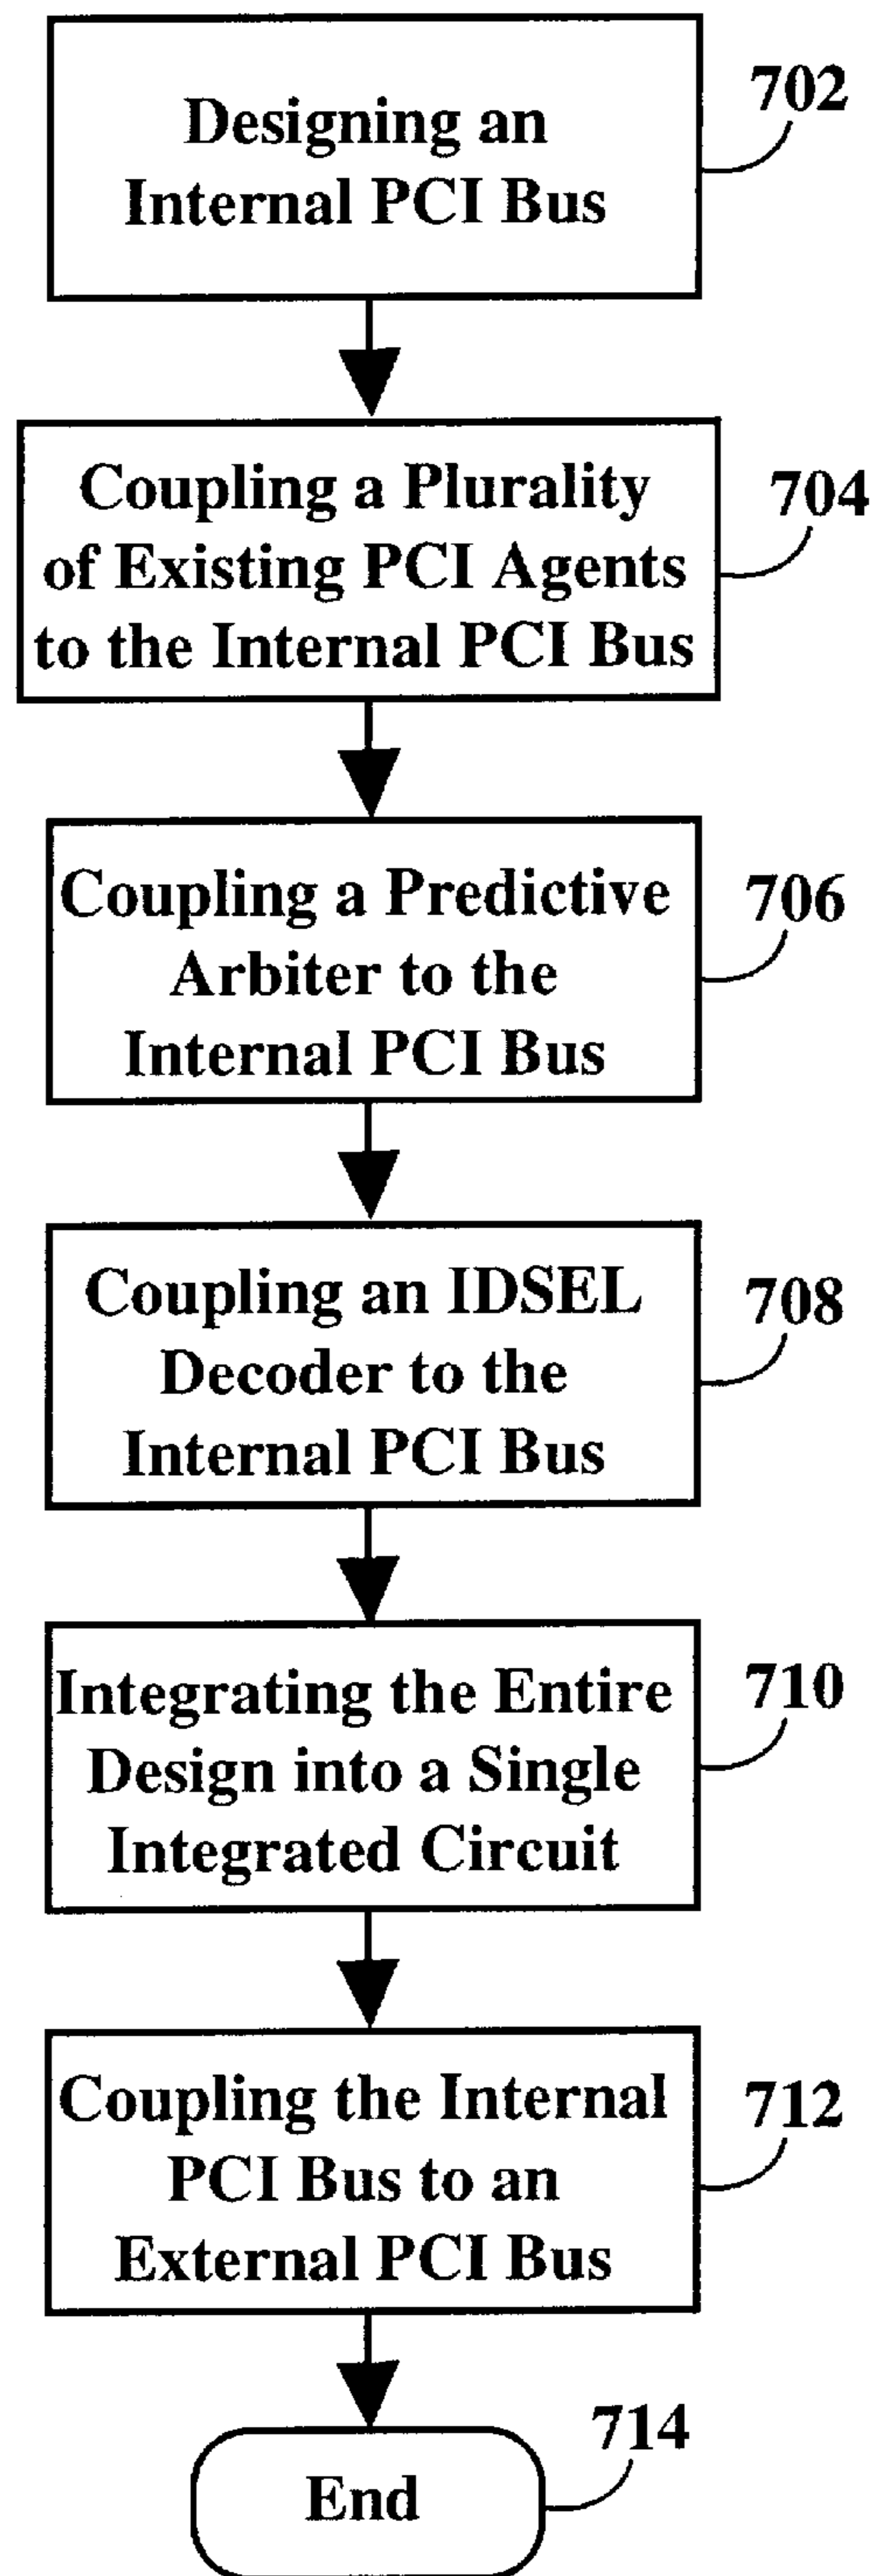 Designing an
Internal PCI Bus
702
Coupling a Plurality
of Existing PCI Agents
to the Internal PCI Bus
704
Coupling a Predictive
Arbiter to the
Internal PCI Bus
706
Coupling an IDSEL
Decoder to the
Internal PCI Bus
708
Integrating the Entire
Design into a Single
Integrated Circuit
710
Coupling the Internal
PCI Bus to an
External PCI Bus
712
End
714